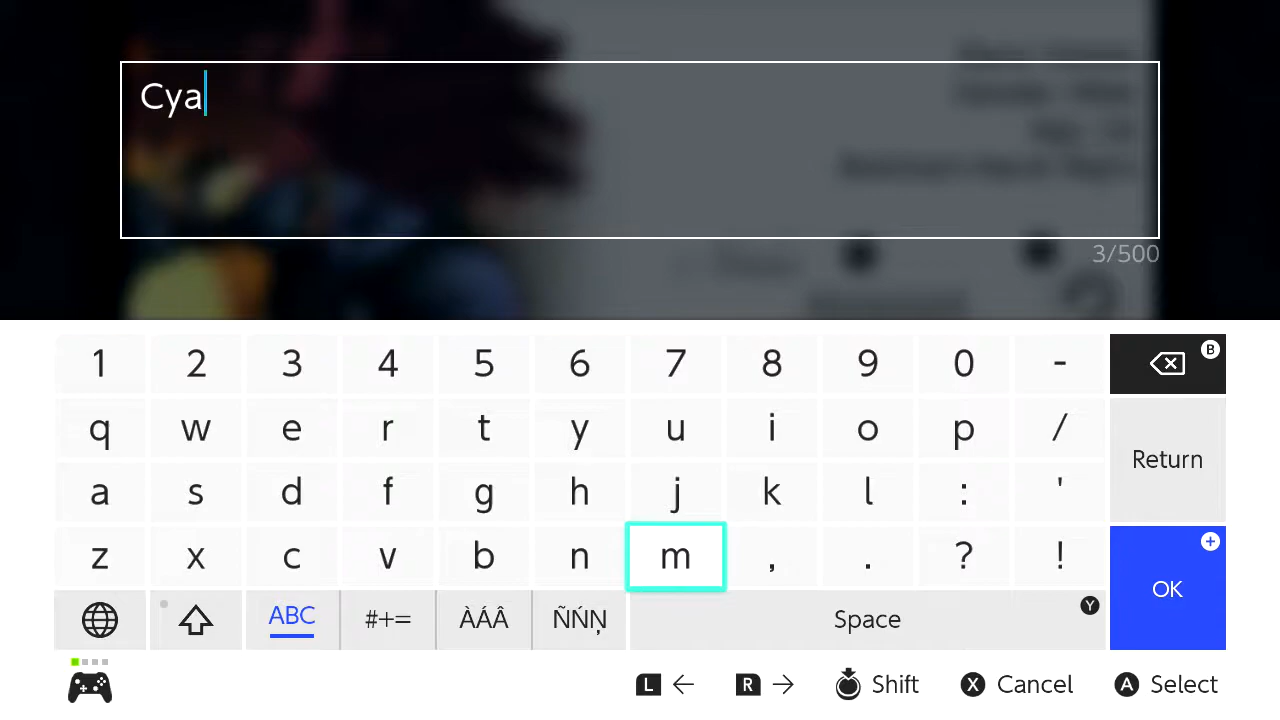 Cya
3/500
1 2 3 4 5 6 7 8 9 0 - B
q w e r t y u i o p /
Return
a s d f g h j k l : '
z x c v b n m , . ? ! +
OK
ABC #+= ÀÁÂ ÑŃŅ Space Y
L ← R → Shift X Cancel A Select